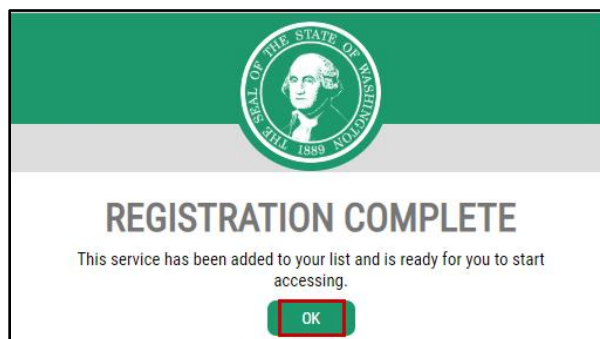 THE SEAL OF THE STATE OF WASHINGTON
1889
REGISTRATION COMPLETE
This service has been added to your list and is ready for you to start
accessing.
OK